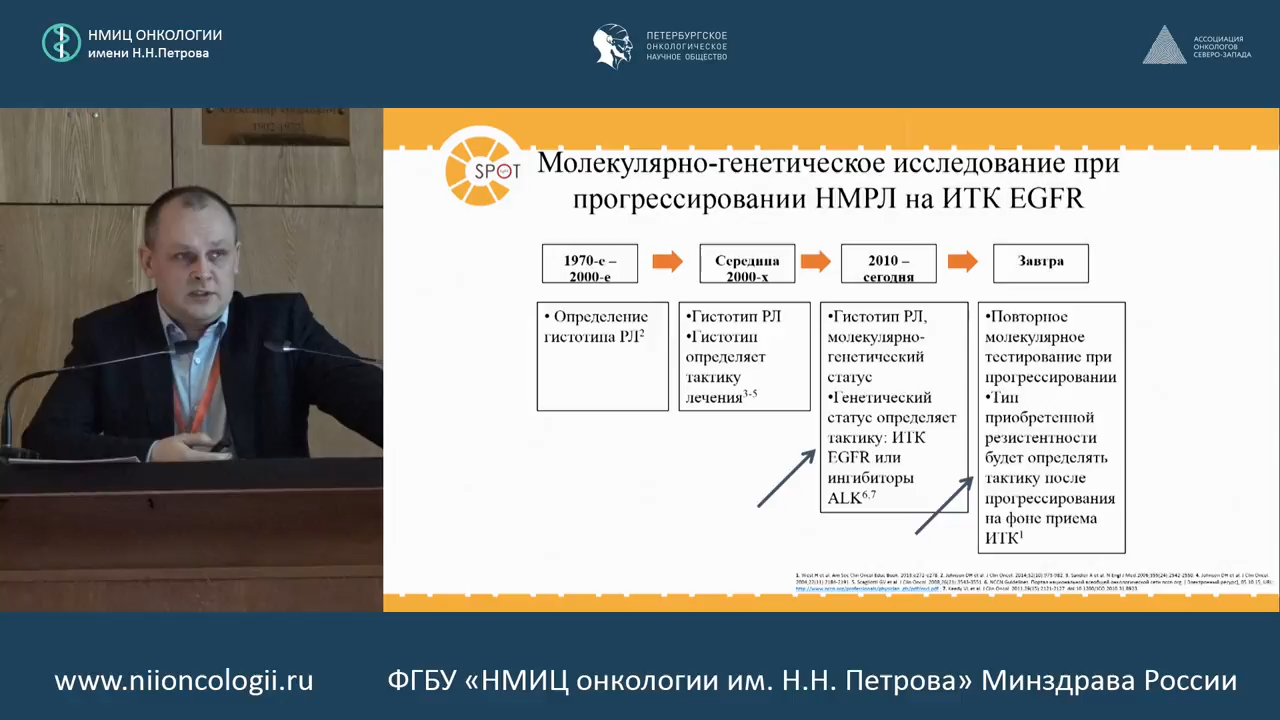 НМИЦ ОНКОЛОГИИ
имени Н.Н.Петрова
ПЕТЕРБУРГСКОЕ
ОНКОЛОГИЧЕСКОЕ
НАУЧНОЕ ОБЩЕСТВО
АССОЦИАЦИЯ
ОНКОЛОГОВ
СЕВЕРО-ЗАПАДА
1902-1977
SPOT
Молекулярно-генетическое исследование при
прогрессировании НМРЛ на ИТК EGFR
1970-е –
2000-е
Середина
2000-х
2010 –
сегодня
Завтра
• Определение
гистотипа РЛ2
•Гистотип РЛ
•Гистотип
определяет
тактику
лечения3-5
•Гистотип РЛ,
молекулярно-
генетический
статус
•Генетический
статус определяет
тактику: ИТК
EGFR или
ингибиторы
ALK6,7
•Повторное
молекулярное
тестирование при
прогрессировании
•Тип
приобретенной
резистентности
будет определять
тактику после
прогрессирования
на фоне приема
ИТК1
www.niioncologii.ru
ФГБУ «НМИЦ онкологии им. Н.Н. Петрова» Минздрава России